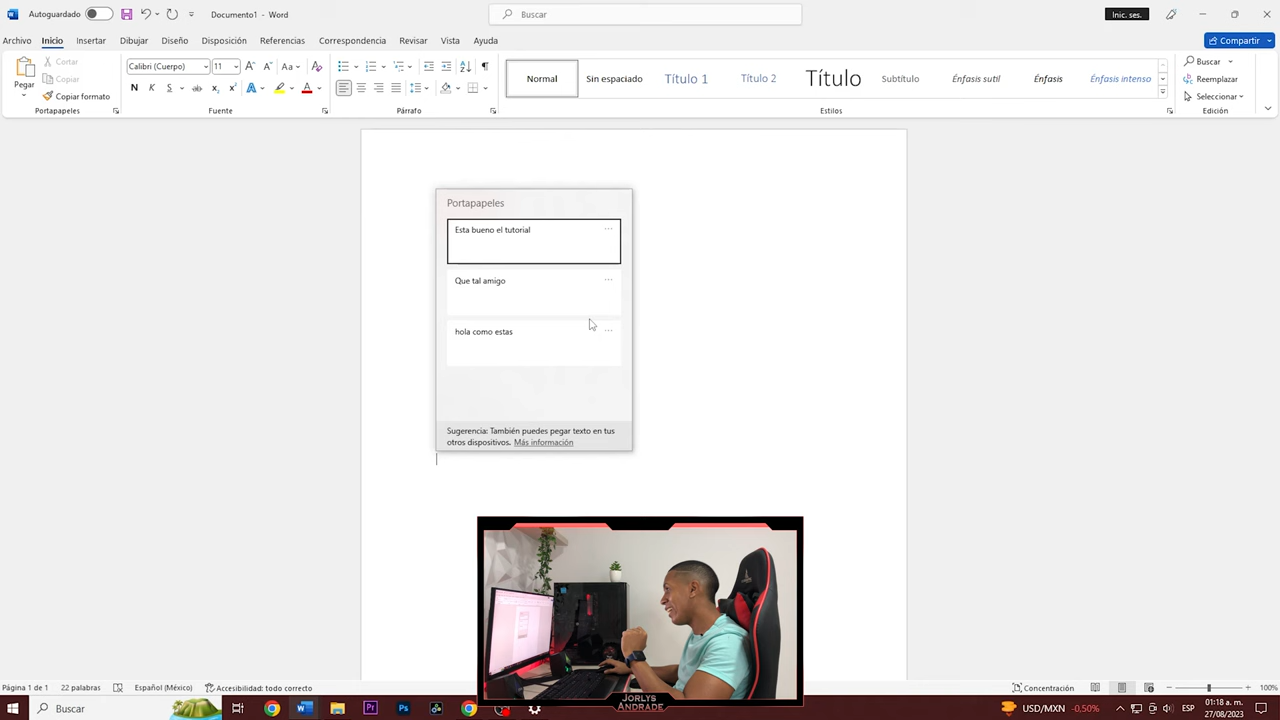 Autoguardado
Documento1 - Word
Buscar
Inic. ses.
Archivo
Inicio
Insertar
Dibujar
Diseño
Disposición
Referencias
Correspondencia
Revisar
Vista
Ayuda
Compartir
Pegar
Cortar
Copiar
Copiar formato
Portapapeles
Calibri (Cuerpo)
11
Fuente
Párrafo
Normal
Sin espaciado
Título 1
Título 2
Título
Subtítulo
Énfasis sutil
Énfasis
Énfasis intenso
Estilos
Buscar
Reemplazar
Seleccionar
Edición
Portapapeles
Esta bueno el tutorial
Que tal amigo
hola como estas
Sugerencia: También puedes pegar texto en tus
otros dispositivos. Más información
JORLYS
ANDRADE
Página 1 de 1
22 palabras
Español (México)
Accesibilidad: todo correcto
Concentración
100%
Buscar
USD/MXN -0,50%
ESP
01:18 a. m.
27/08/2023